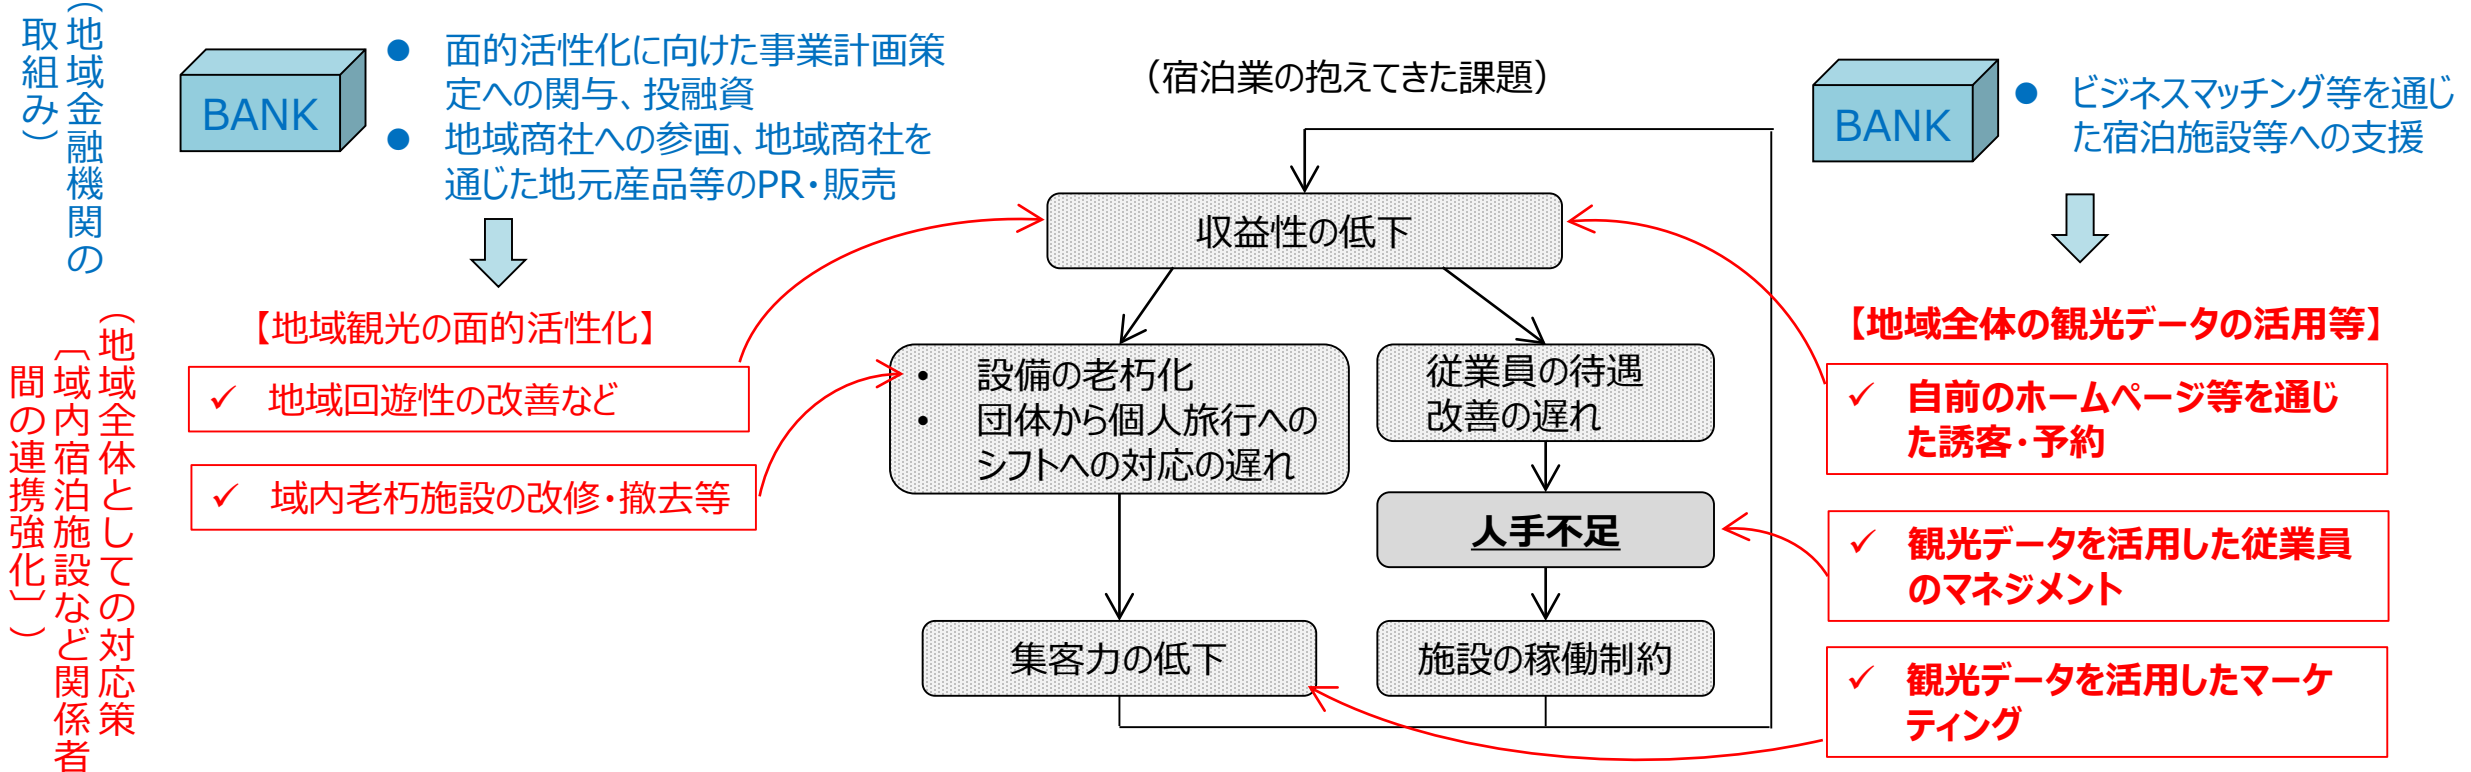 （地域金融機関の
取組み）
BANK
● 面的活性化に向けた事業計画策
定への関与、投融資
● 地域商社への参画、地域商社を
通じた地元産品等のPR・販売
（宿泊業の抱えてきた課題）
BANK
● ビジネスマッチング等を通じ
た宿泊施設等への支援
（地域全体としての対応策
〔域内宿泊施設など関係者
間の連携強化〕）
【地域観光の面的活性化】
✓ 地域回遊性の改善など
✓ 域内老朽施設の改修・撤去等
収益性の低下
• 設備の老朽化
• 団体から個人旅行への
シフトへの対応の遅れ
従業員の待遇
改善の遅れ
人手不足
集客力の低下
施設の稼働制約
【地域全体の観光データの活用等】
✓ 自前のホームページ等を通じ
た誘客・予約
✓ 観光データを活用した従業員
のマネジメント
✓ 観光データを活用したマーケ
ティング